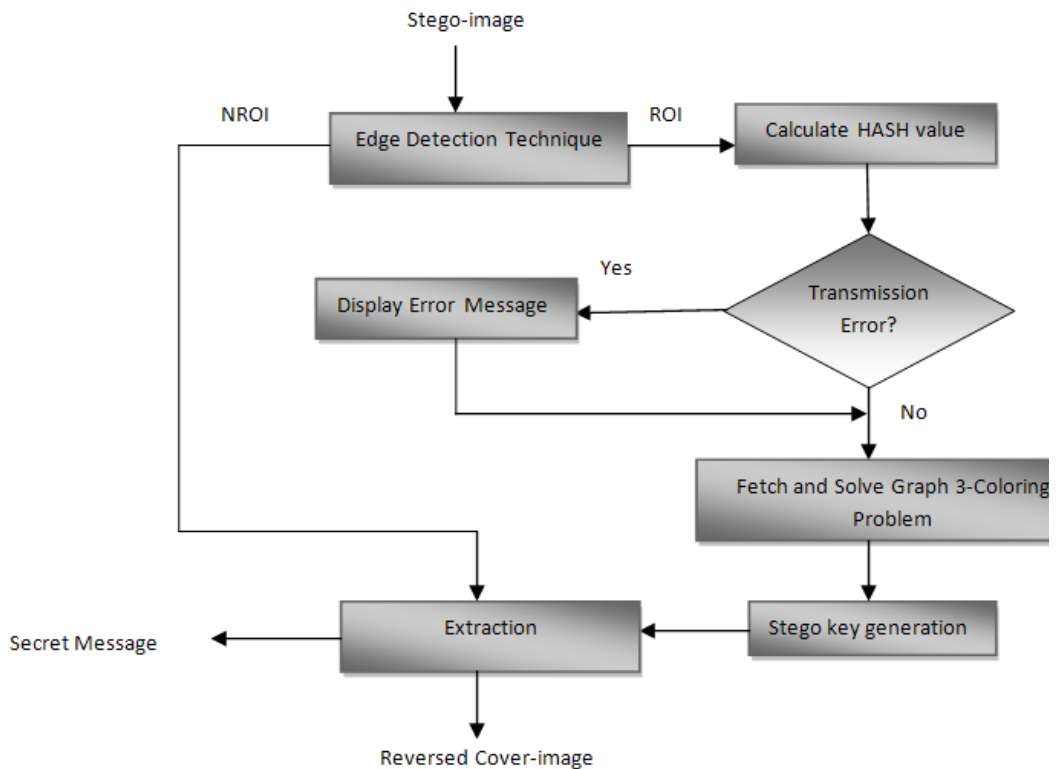 Stego-image
NROI
ROI
Edge Detection Technique
Calculate HASH value
Yes
Transmission
Error?
Display Error Message
No
Fetch and Solve Graph 3-Coloring
Problem
Extraction
Stego key generation
Secret Message
Reversed Cover-image